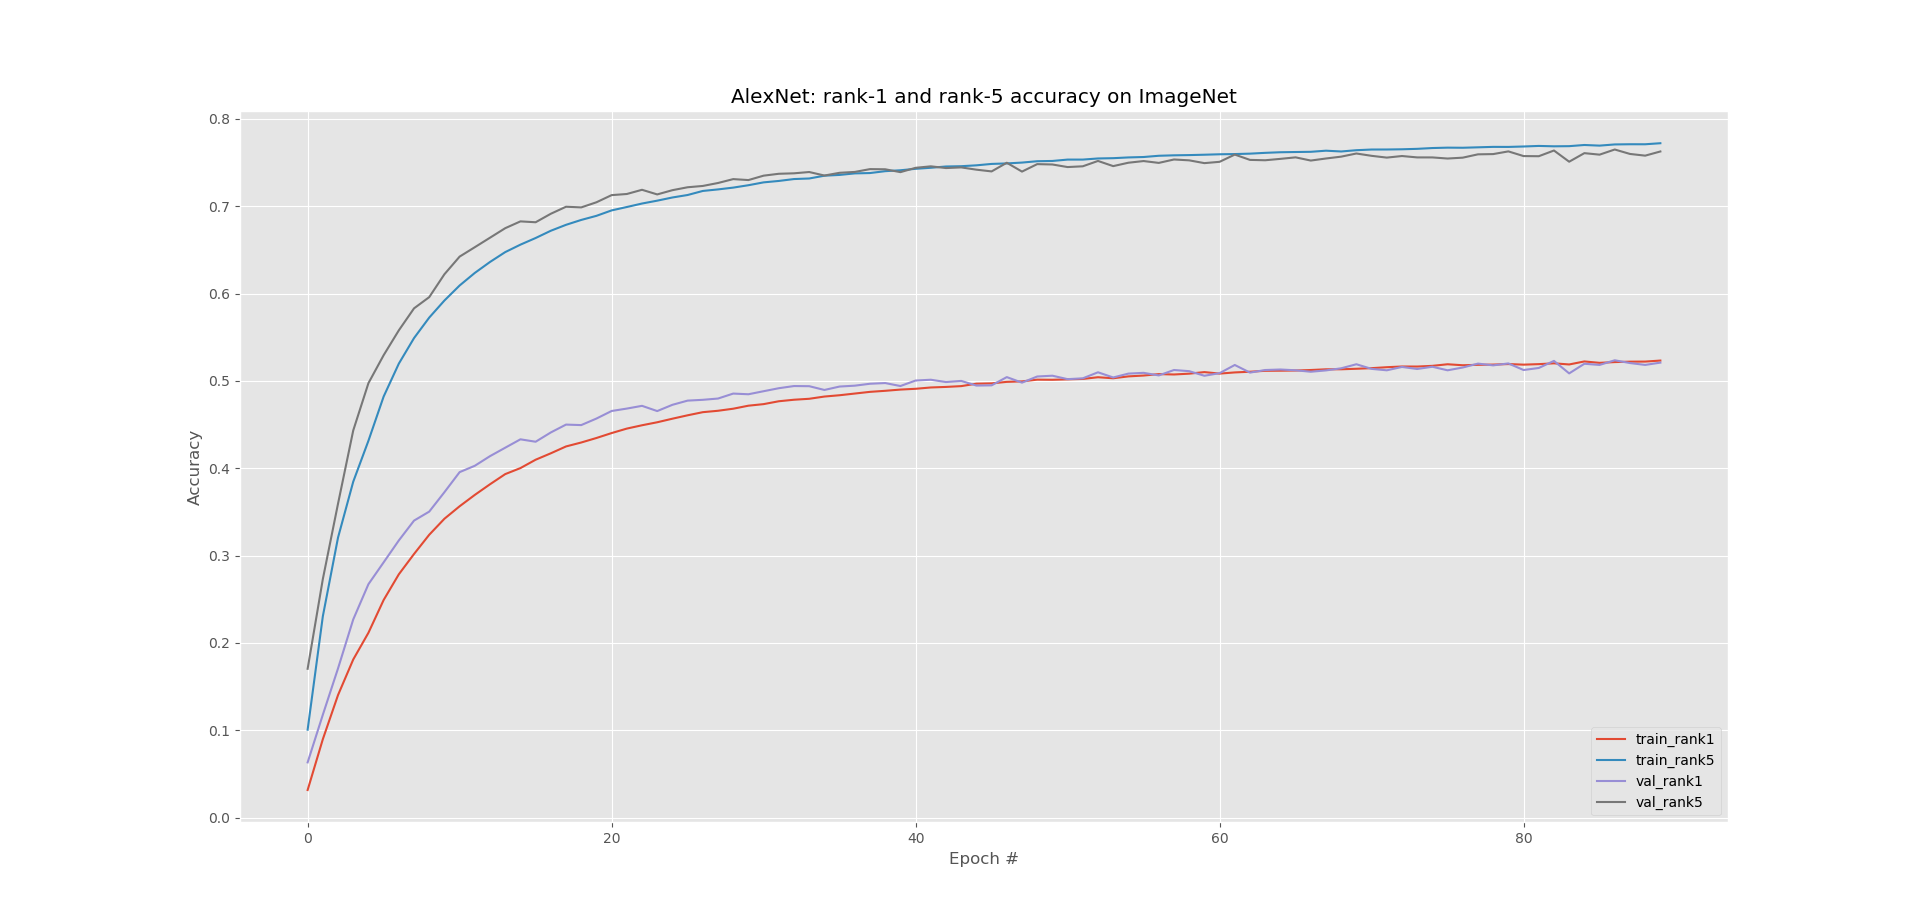 AlexNet: rank-1 and rank-5 accuracy on ImageNet
0.8
0.7
0.6
0.5
0.4
0.3
0.2
0.1
0.0
Accuracy
0 20 40 60 80
Epoch #
train_rank1
train_rank5
val_rank1
val_rank5